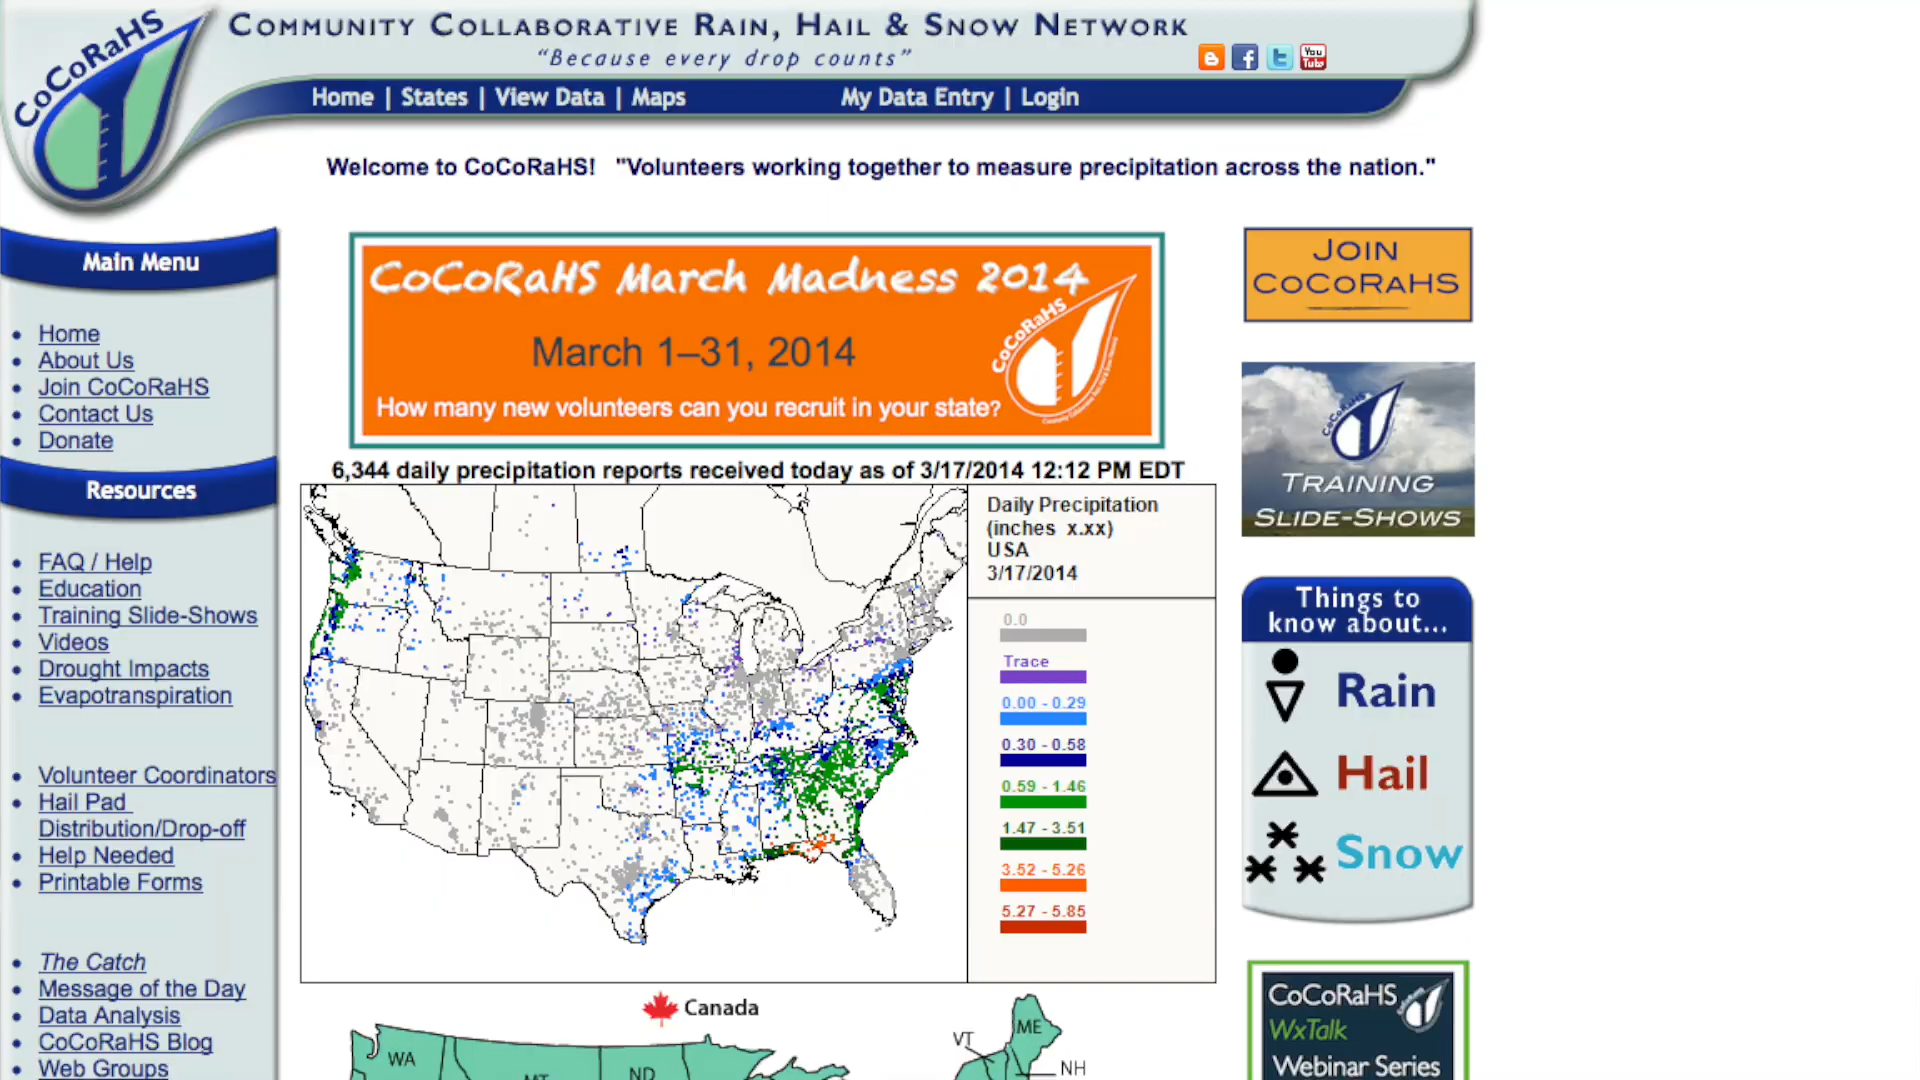 CoCoRaHS
COMMUNITY COLLABORATIVE RAIN, HAIL & SNOW NETWORK
“Because every drop counts”
You
Tube
Home | States | View Data | Maps
My Data Entry | Login
Welcome to CoCoRaHS! "Volunteers working together to measure precipitation across the nation."
Main Menu
Home
About Us
Join CoCoRaHS
Contact Us
Donate
Resources
FAQ / Help
Education
Training Slide-Shows
Videos
Drought Impacts
Evapotranspiration
Volunteer Coordinators
Hail Pad
Distribution/Drop-off
Help Needed
Printable Forms
The Catch
Message of the Day
Data Analysis
CoCoRaHS Blog
Web Groups
CoCoRaHS March Madness 2014
March 1–31, 2014
How many new volunteers can you recruit in your state?
CoCoRaHS
6,344 daily precipitation reports received today as of 3/17/2014 12:12 PM EDT
Daily Precipitation
(inches x.xx)
USA
3/17/2014
0.0
Trace
0.00 - 0.29
0.30 - 0.58
0.59 - 1.46
1.47 - 3.51
3.52 - 5.26
5.27 - 5.85
Canada
WA
MT
ND
VT
ME
NH
JOIN
COCORAHS
CoCoRaHS
TRAINING
SLIDE-SHOWS
Things to
know about...
Rain
Hail
Snow
CoCoRaHS
WxTalk
Webinar Series